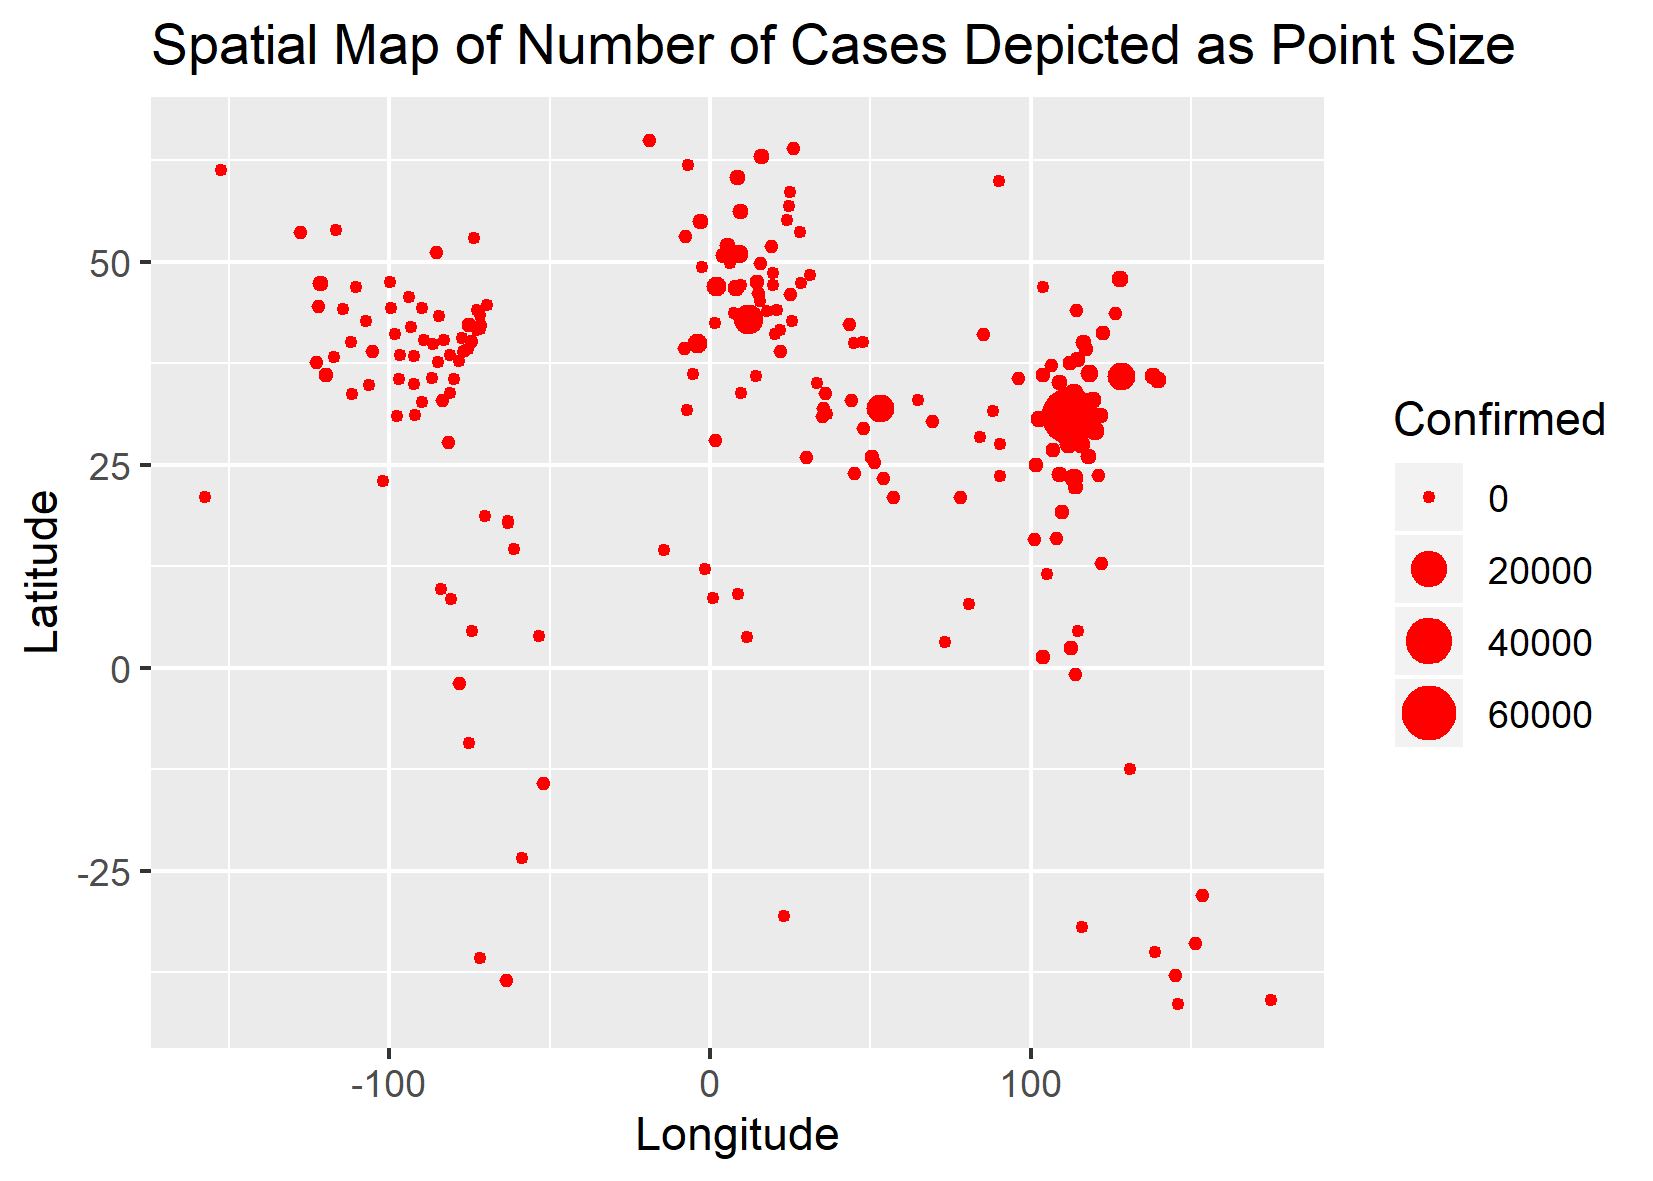 Spatial Map of Number of Cases Depicted as Point Size
Latitude
50
25
0
-25
-100
0
100
Longitude
Confirmed
0
20000
40000
60000